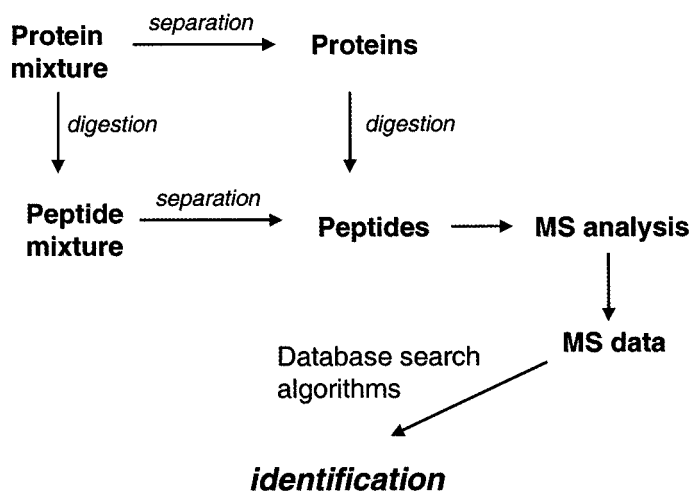 separation
Protein
mixture
Proteins
digestion
digestion
Peptide
mixture
separation
Peptides
MS analysis
MS data
Database search
algorithms
identification